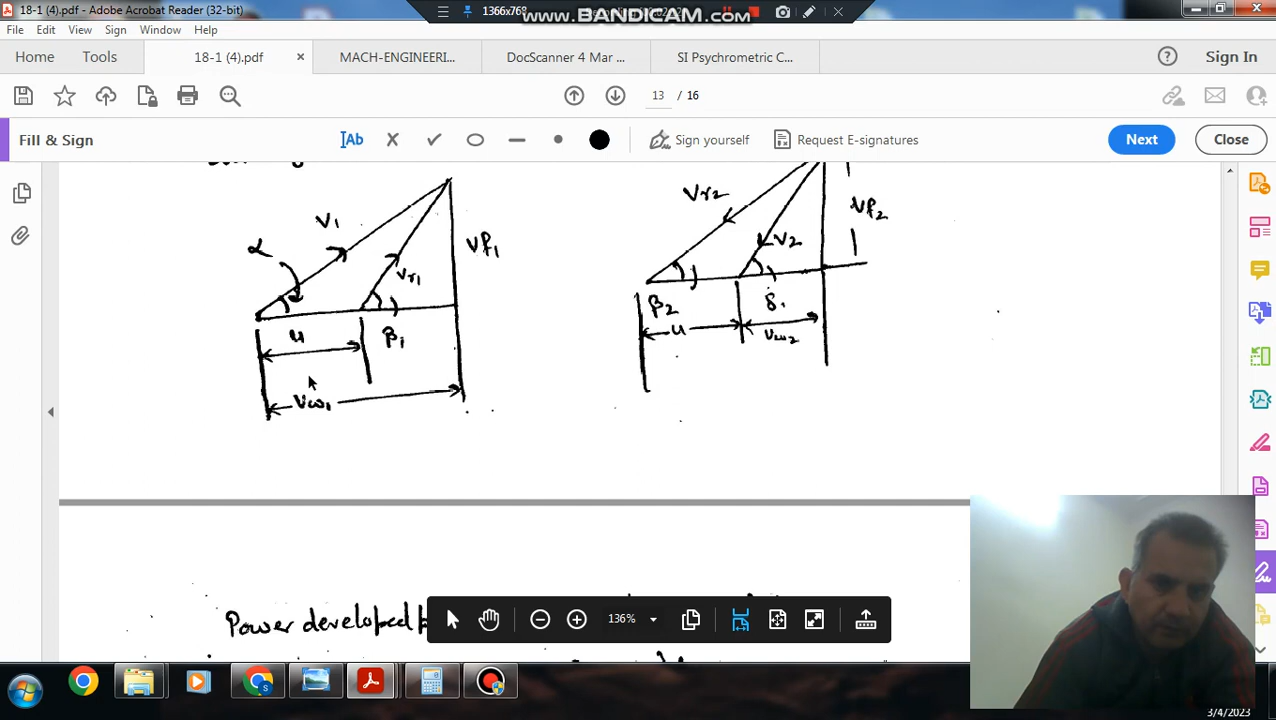 18-1 (4).pdf - Adobe Acrobat Reader (32-bit)
1366x768
www.BANDICAM.com
File Edit View Sign Window Help
Home Tools 18-1 (4).pdf MACH-ENGINEERI... DocScanner 4 Mar ... SI Psychrometric C... Sign In
13 / 16
Fill & Sign Ab Sign yourself Request E-signatures Next Close
V1
α
Vr1
Vf1
u
β1
Vw1
Vr2
V2
Vf2
β2
u
Vw2
Power developed
136%
3/4/2023